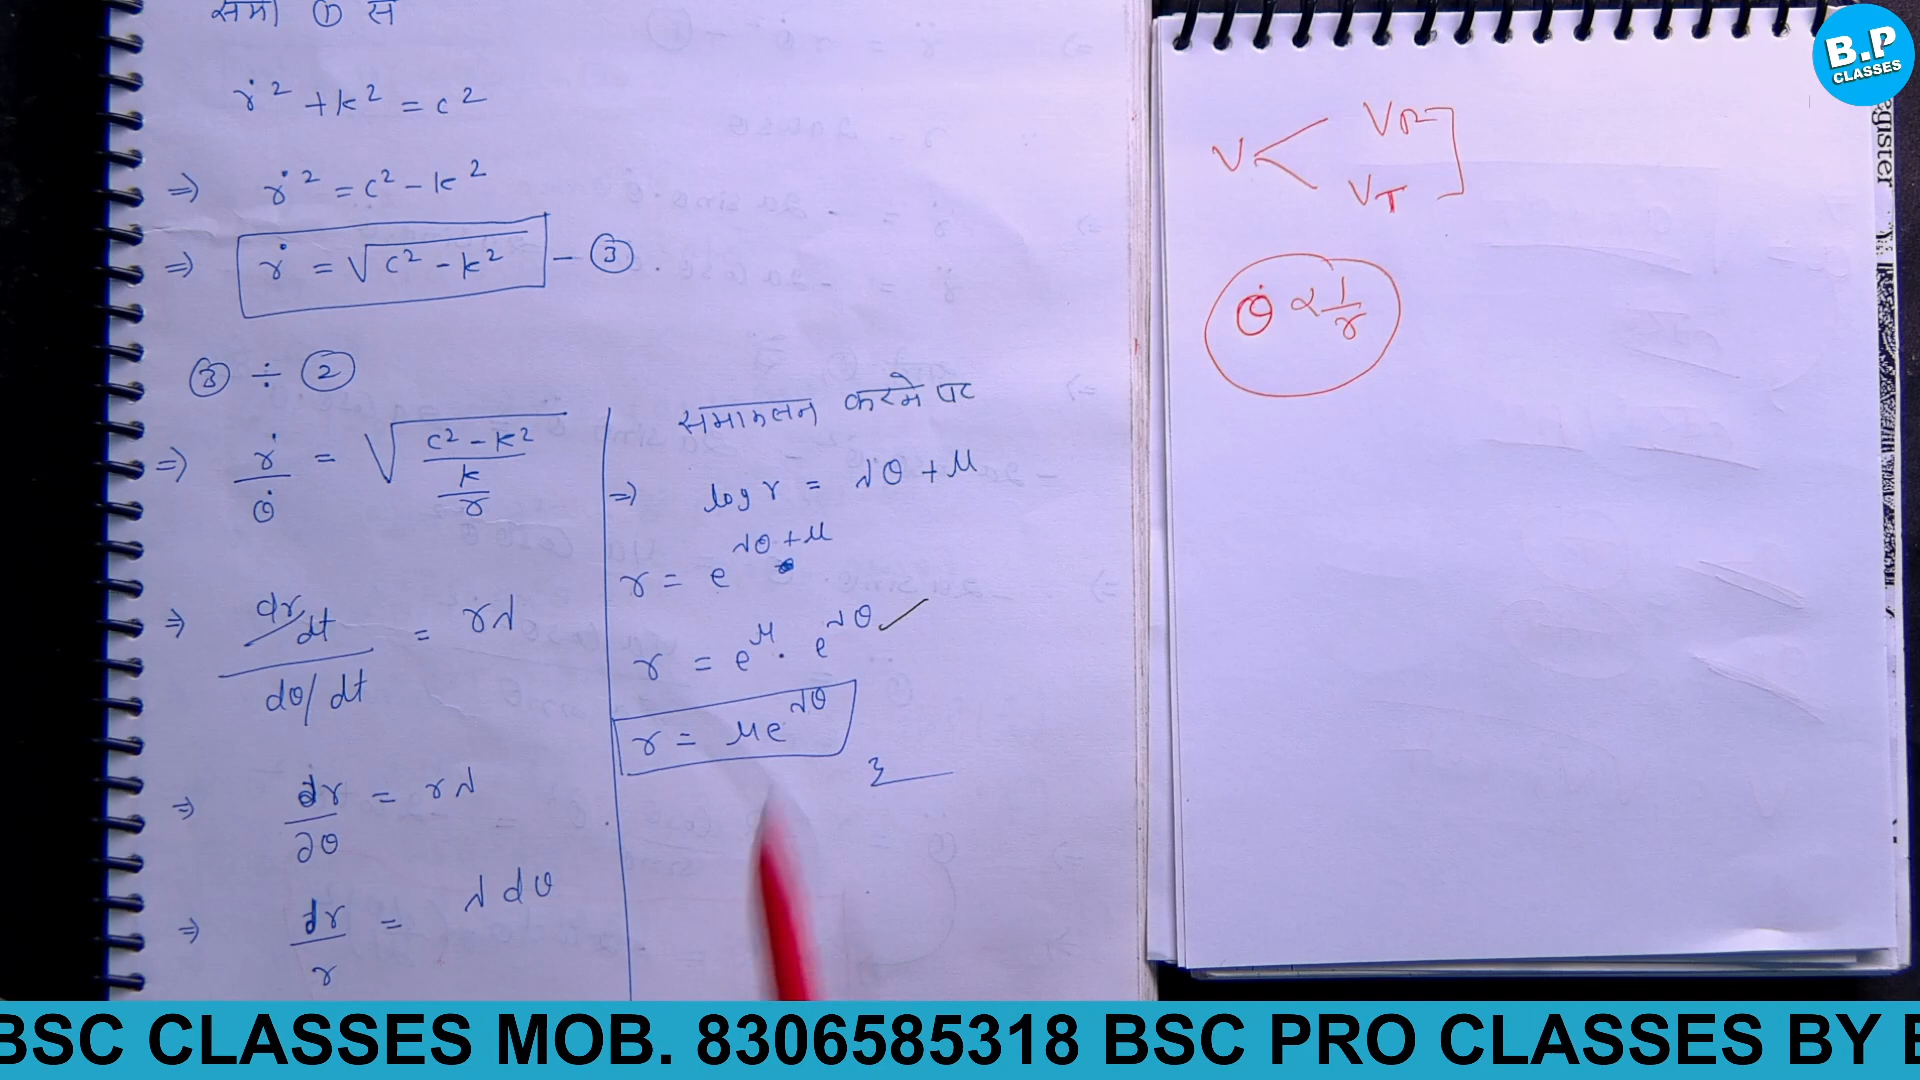 समी ① से
ṙ² + k² = c²
⇒ ṙ² = c² - k²
⇒ ṙ = √(c² - k²) - ③
③ ÷ ②
⇒ ṙ/θ̇ = √(c² - k²)/(k/r)
⇒ (dr/dt)/(dθ/dt) = rλ
⇒ dr/∂θ = rλ
⇒ dr/r = λdθ
समाकलन करने पर
⇒ log r = λθ + μ
r = e^(λθ + μ)
r = e^μ · e^(λθ)
r = μe^(λθ)
V < VR
VT
θ̇ ∝ 1/r
B.P
CLASSES
egister
BSC CLASSES MOB. 8306585318 BSC PRO CLASSES BY